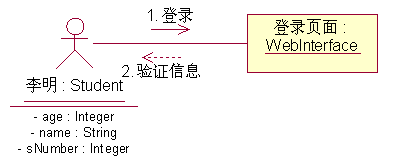 1. 登录
登录页面 :
WebInterface
2. 验证信息
李明 : Student
- age : Integer
- name : String
- sNumber : Integer